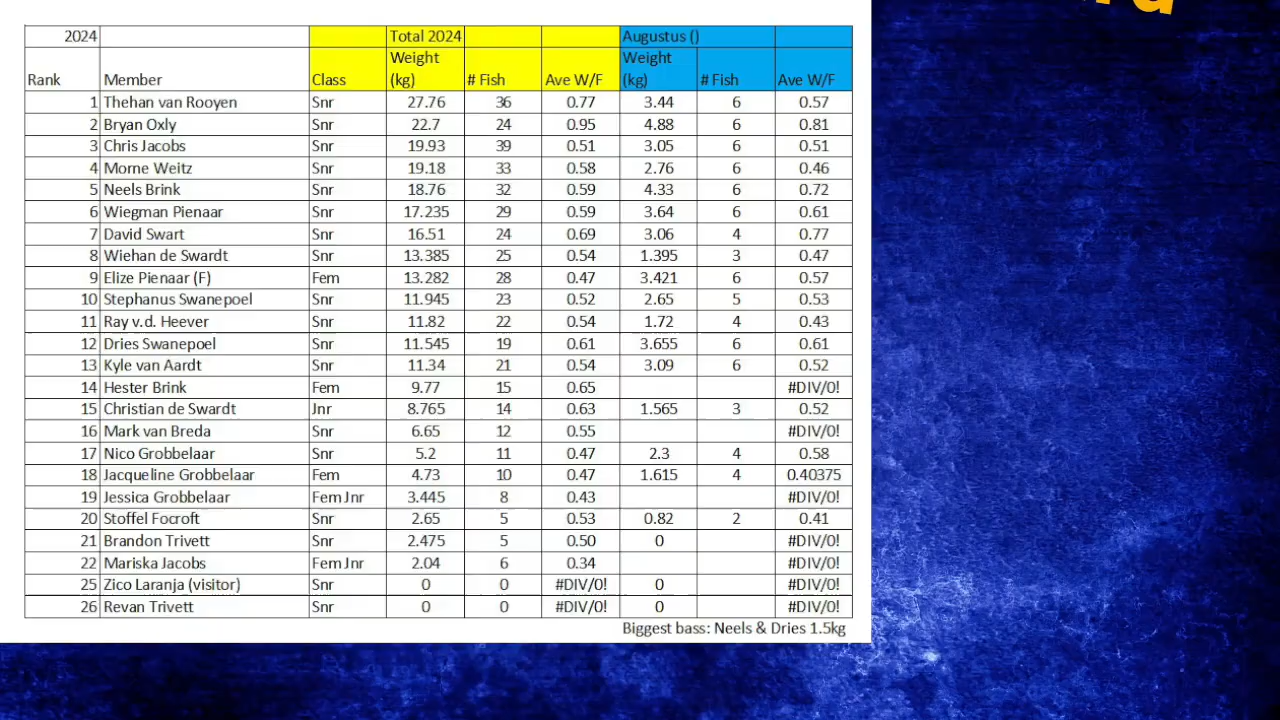 2024 Total 2024 Augustus ()
Rank Member Class Weight (kg) # Fish Ave W/F Weight (kg) # Fish Ave W/F
1 Thehan van Rooyen Snr 27.76 36 0.77 3.44 6 0.57
2 Bryan Oxly Snr 22.7 24 0.95 4.88 6 0.81
3 Chris Jacobs Snr 19.93 39 0.51 3.05 6 0.51
4 Morne Weitz Snr 19.18 33 0.58 2.76 6 0.46
5 Neels Brink Snr 18.76 32 0.59 4.33 6 0.72
6 Wiegman Pienaar Snr 17.235 29 0.59 3.64 6 0.61
7 David Swart Snr 16.51 24 0.69 3.06 4 0.77
8 Wiehan de Swardt Snr 13.385 25 0.54 1.395 3 0.47
9 Elize Pienaar (F) Fem 13.282 28 0.47 3.421 6 0.57
10 Stephanus Swanepoel Snr 11.945 23 0.52 2.65 5 0.53
11 Ray v.d. Heever Snr 11.82 22 0.54 1.72 4 0.43
12 Dries Swanepoel Snr 11.545 19 0.61 3.655 6 0.61
13 Kyle van Aardt Snr 11.34 21 0.54 3.09 6 0.52
14 Hester Brink Fem 9.77 15 0.65 #DIV/0!
15 Christian de Swardt Jnr 8.765 14 0.63 1.565 3 0.52
16 Mark van Breda Snr 6.65 12 0.55 #DIV/0!
17 Nico Grobbelaar Snr 5.2 11 0.47 2.3 4 0.58
18 Jacqueline Grobbelaar Fem 4.73 10 0.47 1.615 4 0.40375
19 Jessica Grobbelaar Fem Jnr 3.445 8 0.43 #DIV/0!
20 Stoffel Focroft Snr 2.65 5 0.53 0.82 2 0.41
21 Brandon Trivett Snr 2.475 5 0.50 0 #DIV/0!
22 Mariska Jacobs Fem Jnr 2.04 6 0.34 #DIV/0!
25 Zico Laranja (visitor) Snr 0 0 #DIV/0! 0 #DIV/0!
26 Revan Trivett Snr 0 0 #DIV/0! 0 #DIV/0!
Biggest bass: Neels & Dries 1.5kg